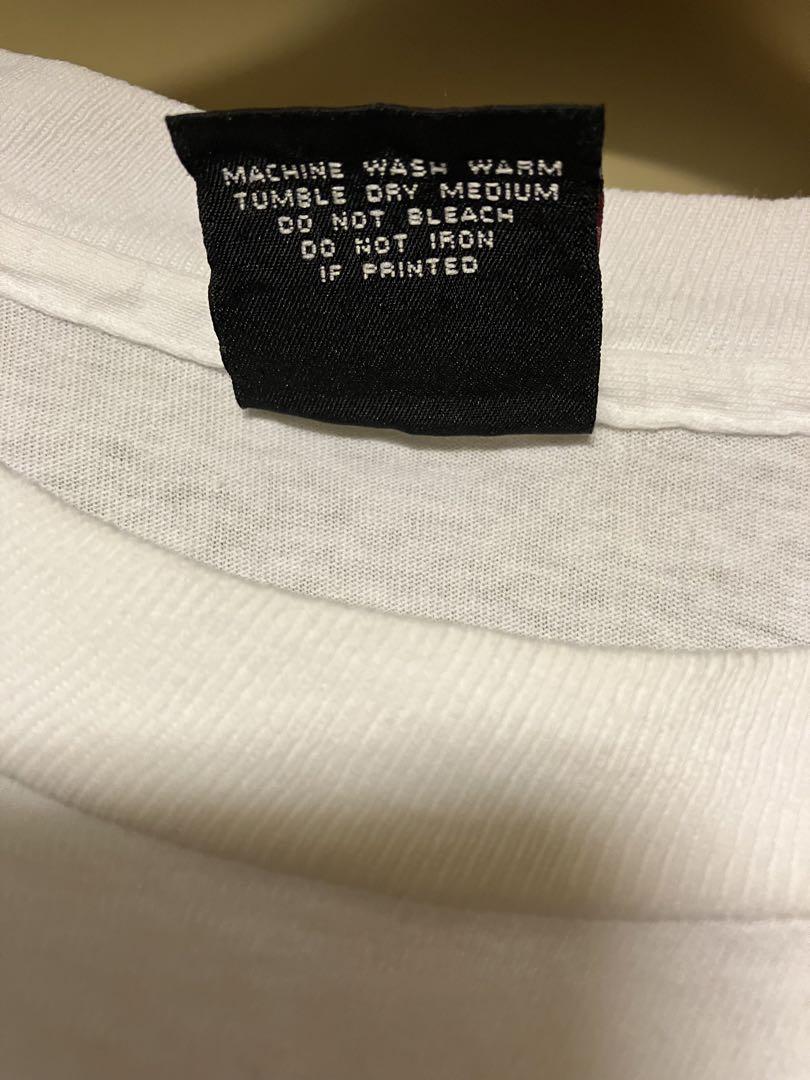 MACHINE WASH WARM
TUMBLE DRY MEDIUM
DO NOT BLEACH
DO NOT IRON
IF PRINTED